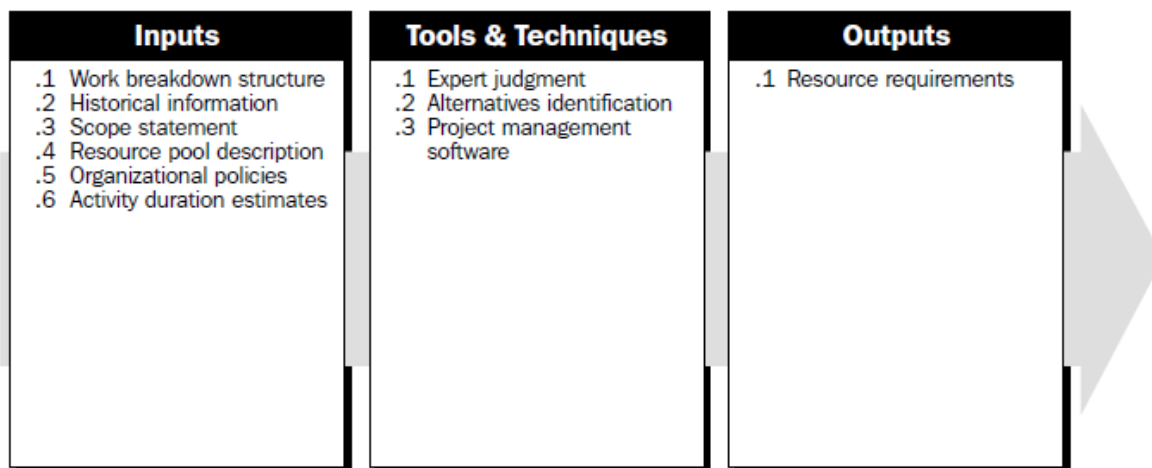 Inputs
.1 Work breakdown structure
.2 Historical information
.3 Scope statement
.4 Resource pool description
.5 Organizational policies
.6 Activity duration estimates
Tools & Techniques
.1 Expert judgment
.2 Alternatives identification
.3 Project management
software
Outputs
.1 Resource requirements